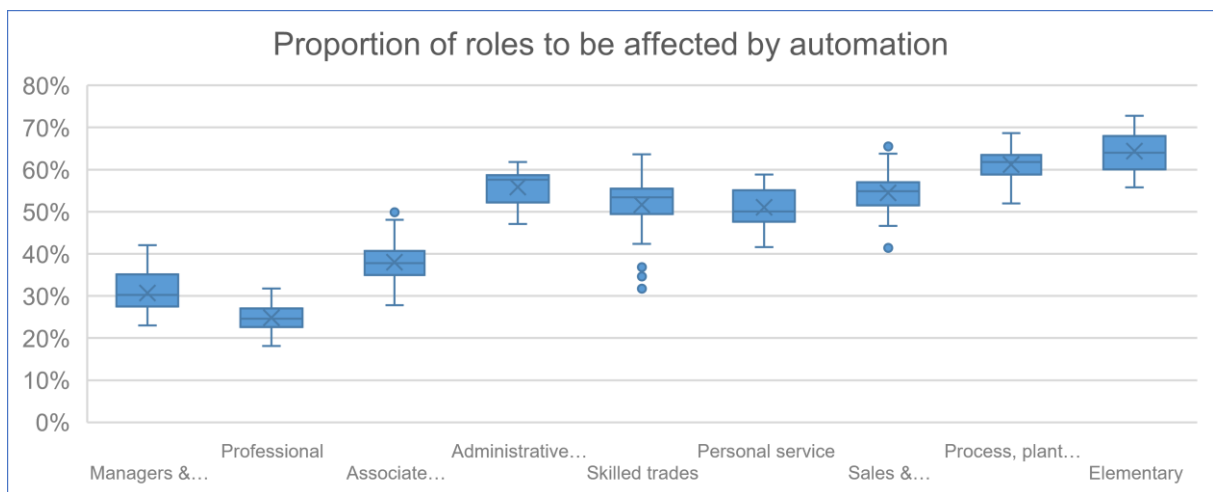 Proportion of roles to be affected by automation
80%
70%
60%
50%
40%
30%
20%
10%
0%
Managers &…
Professional
Associate…
Administrative…
Skilled trades
Personal service
Sales &…
Process, plant…
Elementary